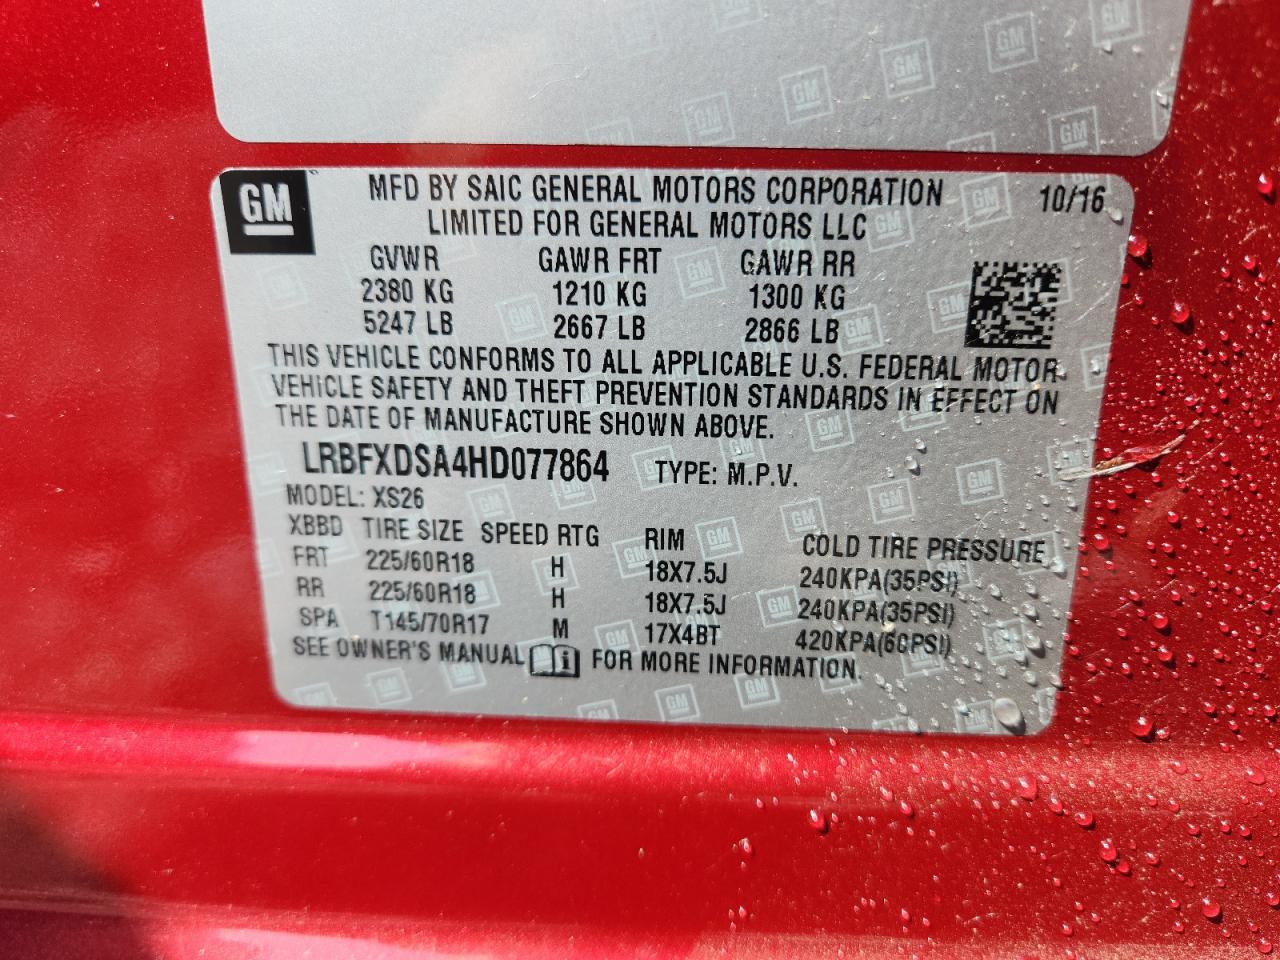 GM
MFD BY SAIC GENERAL MOTORS CORPORATION 10/16
LIMITED FOR GENERAL MOTORS LLC
GVWR GAWR FRT GAWR RR
2380 KG 1210 KG 1300 KG
5247 LB 2667 LB 2866 LB
THIS VEHICLE CONFORMS TO ALL APPLICABLE U.S. FEDERAL MOTOR
VEHICLE SAFETY AND THEFT PREVENTION STANDARDS IN EFFECT ON
THE DATE OF MANUFACTURE SHOWN ABOVE.
LRBFXDSA4HD077864 TYPE: M.P.V.
MODEL: XS26
XBBD TIRE SIZE SPEED RTG RIM COLD TIRE PRESSURE
FRT 225/60R18 H 18X7.5J 240KPA(35PSI)
RR 225/60R18 H 18X7.5J 240KPA(35PSI)
SPA T145/70R17 M 17X4BT 420KPA(60PSI)
SEE OWNER'S MANUAL FOR MORE INFORMATION.